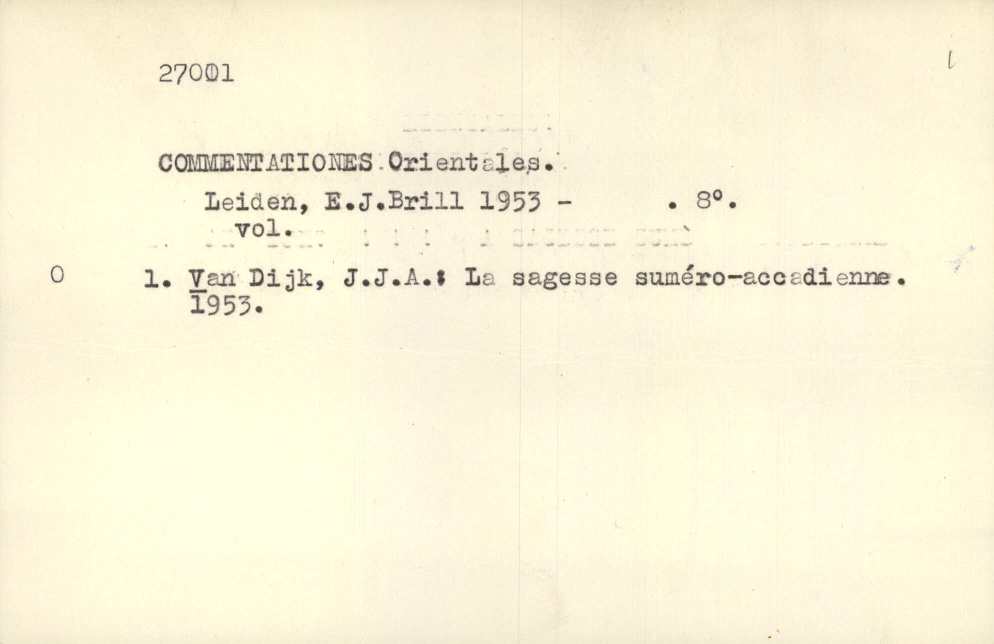 27001
COMMENTATIONES Orientales.
Leiden, E.J.Brill 1953 -        . 8°.
vol.
O    1. Van Dijk, J.J.A.: La sagesse suméro-accadienne.
1953.